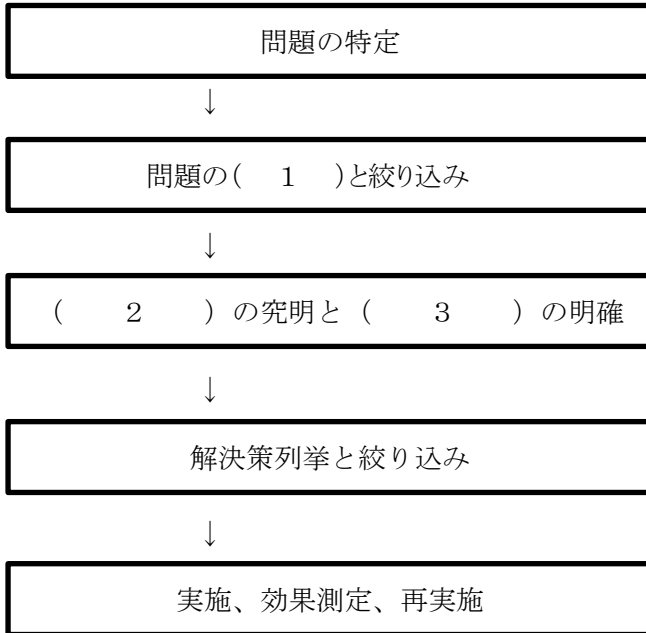 問題の特定
↓
問題の(　1　)と絞り込み
↓
(　　2　　) の究明と (　　3　　) の明確
↓
解決策列挙と絞り込み
↓
実施、効果測定、再実施